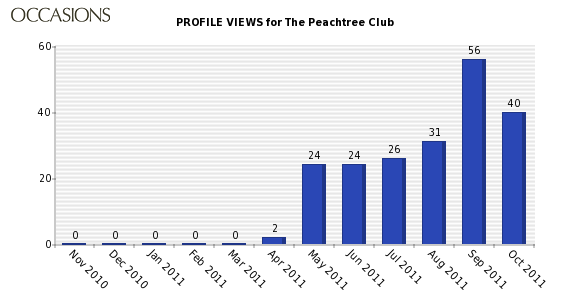 OCCASIONS
PROFILE VIEWS for The Peachtree Club
60
40
20
0
0
0
0
0
0
2
24
24
26
31
56
40
Nov 2010
Dec 2010
Jan 2011
Feb 2011
Mar 2011
Apr 2011
May 2011
Jun 2011
Jul 2011
Aug 2011
Sep 2011
Oct 2011